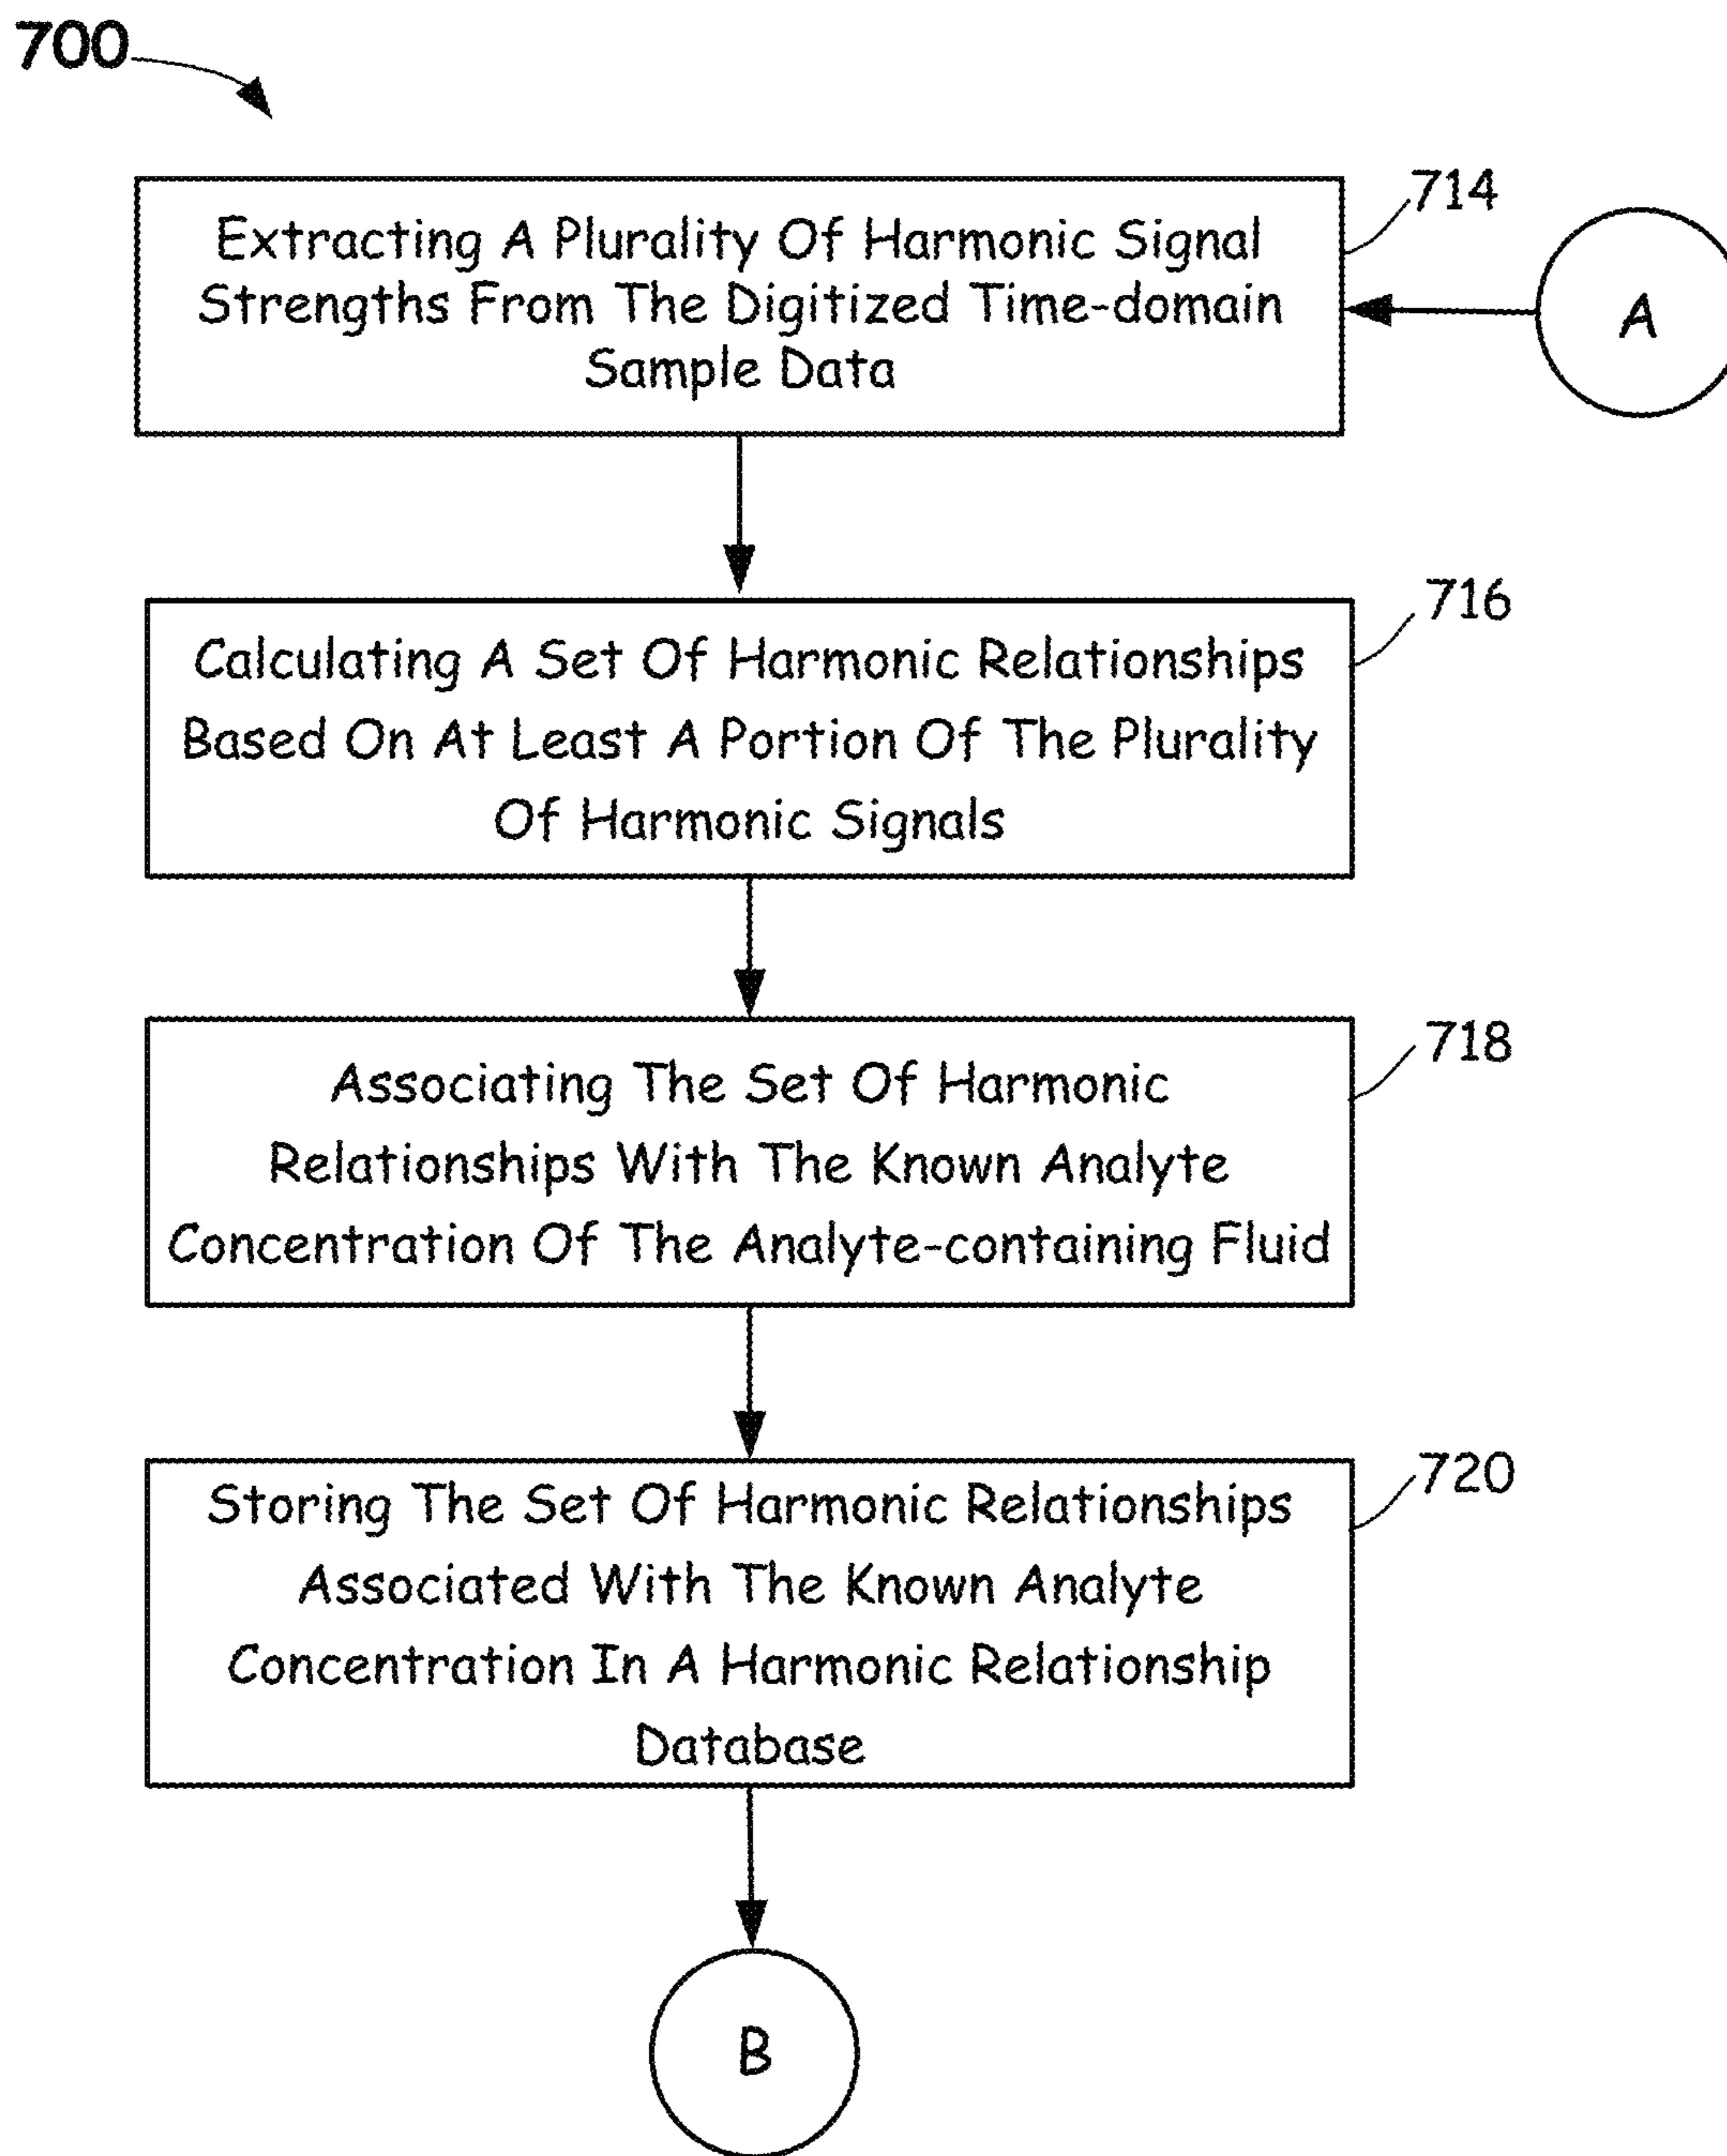 700
714
Extracting A Plurality Of Harmonic Signal
Strengths From The Digitized Time-domain
Sample Data
A
716
Calculating A Set Of Harmonic Relationships
Based On At Least A Portion Of The Plurality
Of Harmonic Signals
718
Associating The Set Of Harmonic
Relationships With The Known Analyte
Concentration Of The Analyte-containing Fluid
720
Storing The Set Of Harmonic Relationships
Associated With The Known Analyte
Concentration In A Harmonic Relationship
Database
B